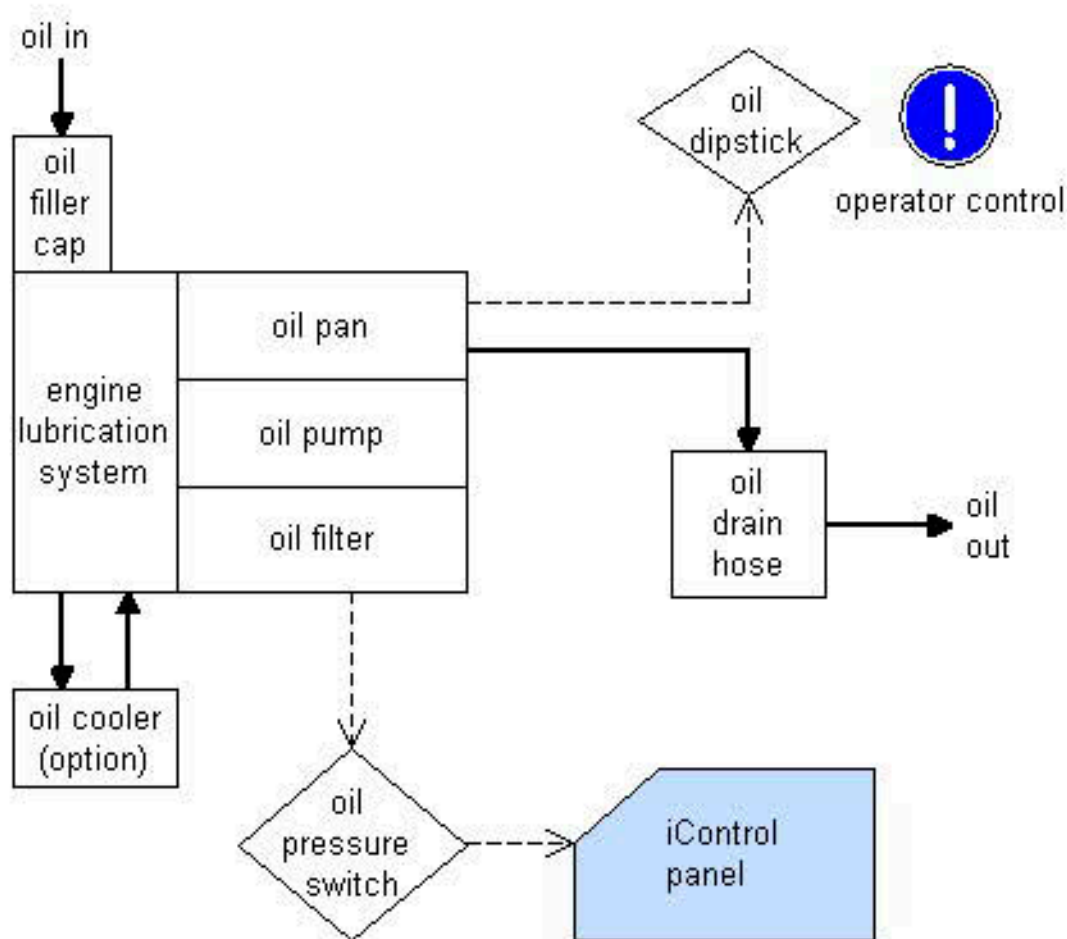 oil in
oil
filler
cap
oil
dipstick
operator control
engine
lubrication
system
oil pan
oil pump
oil filter
oil
drain
hose
oil
out
oil cooler
(option)
oil
pressure
switch
iControl
panel